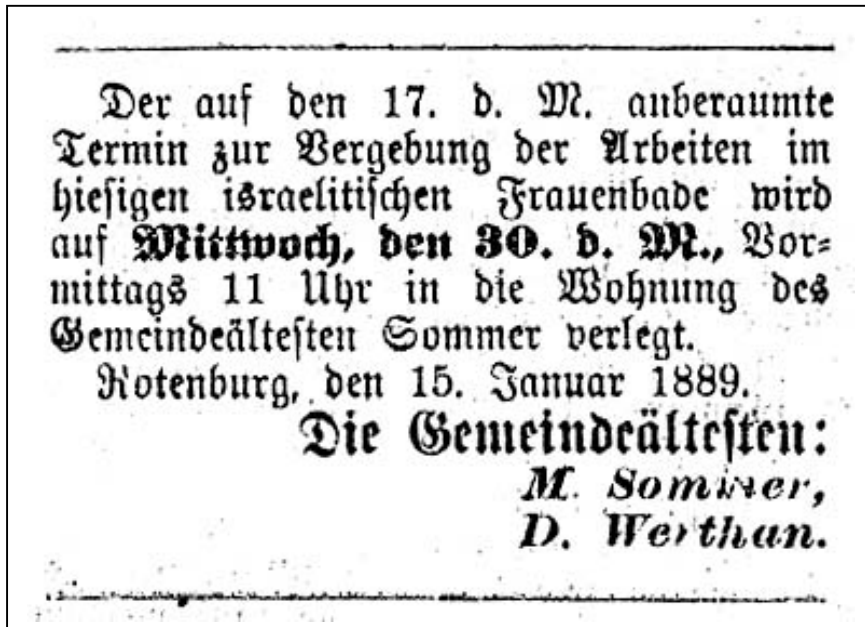 Der auf den 17. d. M. anberaumte
Termin zur Vergebung der Arbeiten im
hiesigen israelitischen Frauenbade wird
auf Mittwoch, den 30. d. M., Vor-
mittags 11 Uhr in die Wohnung des
Gemeindeältesten Sommer verlegt.
Rotenburg, den 15. Januar 1889.
Die Gemeindeältesten:
M. Sommer,
D. Werthan.